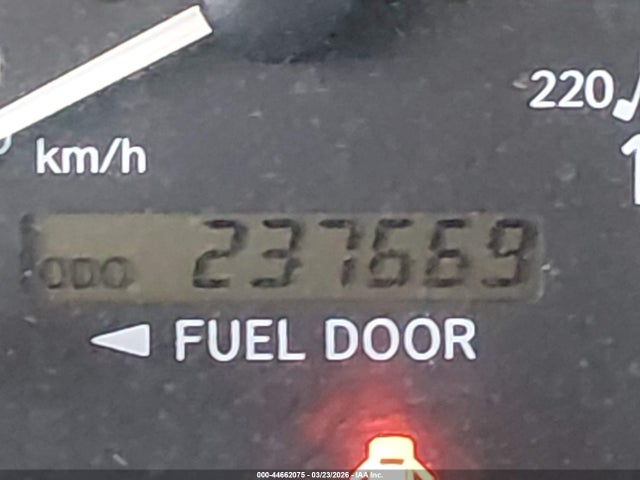 220
km/h
ODO 237669
FUEL DOOR
000-44662075 - 03/23/2026 - IAA Inc.